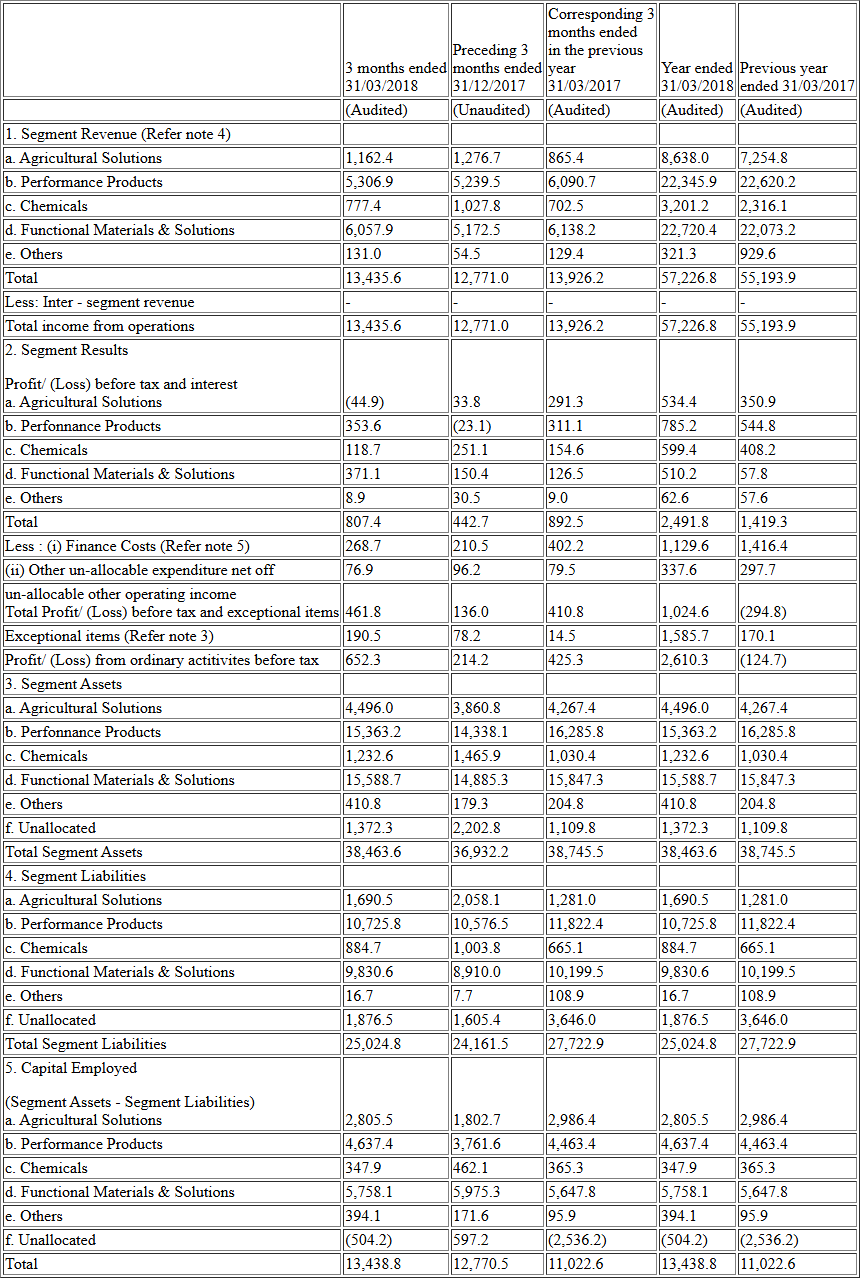 3 months ended 31/03/2018 Preceding 3 months ended 31/12/2017 Corresponding 3 months ended in the previous year 31/03/2017 Year ended 31/03/2018 Previous year ended 31/03/2017
(Audited) (Unaudited) (Audited) (Audited) (Audited)
1. Segment Revenue (Refer note 4)
a. Agricultural Solutions 1,162.4 1,276.7 865.4 8,638.0 7,254.8
b. Performance Products 5,306.9 5,239.5 6,090.7 22,345.9 22,620.2
c. Chemicals 777.4 1,027.8 702.5 3,201.2 2,316.1
d. Functional Materials & Solutions 6,057.9 5,172.5 6,138.2 22,720.4 22,073.2
e. Others 131.0 54.5 129.4 321.3 929.6
Total 13,435.6 12,771.0 13,926.2 57,226.8 55,193.9
Less: Inter - segment revenue - - - - -
Total income from operations 13,435.6 12,771.0 13,926.2 57,226.8 55,193.9
2. Segment Results
Profit/ (Loss) before tax and interest
a. Agricultural Solutions (44.9) 33.8 291.3 534.4 350.9
b. Perfonnance Products 353.6 (23.1) 311.1 785.2 544.8
c. Chemicals 118.7 251.1 154.6 599.4 408.2
d. Functional Materials & Solutions 371.1 150.4 126.5 510.2 57.8
e. Others 8.9 30.5 9.0 62.6 57.6
Total 807.4 442.7 892.5 2,491.8 1,419.3
Less : (i) Finance Costs (Refer note 5) 268.7 210.5 402.2 1,129.6 1,416.4
(ii) Other un-allocable expenditure net off 76.9 96.2 79.5 337.6 297.7
un-allocable other operating income
Total Profit/ (Loss) before tax and exceptional items 461.8 136.0 410.8 1,024.6 (294.8)
Exceptional items (Refer note 3) 190.5 78.2 14.5 1,585.7 170.1
Profit/ (Loss) from ordinary actitivites before tax 652.3 214.2 425.3 2,610.3 (124.7)
3. Segment Assets
a. Agricultural Solutions 4,496.0 3,860.8 4,267.4 4,496.0 4,267.4
b. Perfonnance Products 15,363.2 14,338.1 16,285.8 15,363.2 16,285.8
c. Chemicals 1,232.6 1,465.9 1,030.4 1,232.6 1,030.4
d. Functional Materials & Solutions 15,588.7 14,885.3 15,847.3 15,588.7 15,847.3
e. Others 410.8 179.3 204.8 410.8 204.8
f. Unallocated 1,372.3 2,202.8 1,109.8 1,372.3 1,109.8
Total Segment Assets 38,463.6 36,932.2 38,745.5 38,463.6 38,745.5
4. Segment Liabilities
a. Agricultural Solutions 1,690.5 2,058.1 1,281.0 1,690.5 1,281.0
b. Performance Products 10,725.8 10,576.5 11,822.4 10,725.8 11,822.4
c. Chemicals 884.7 1,003.8 665.1 884.7 665.1
d. Functional Materials & Solutions 9,830.6 8,910.0 10,199.5 9,830.6 10,199.5
e. Others 16.7 7.7 108.9 16.7 108.9
f. Unallocated 1,876.5 1,605.4 3,646.0 1,876.5 3,646.0
Total Segment Liabilities 25,024.8 24,161.5 27,722.9 25,024.8 27,722.9
5. Capital Employed
(Segment Assets - Segment Liabilities)
a. Agricultural Solutions 2,805.5 1,802.7 2,986.4 2,805.5 2,986.4
b. Performance Products 4,637.4 3,761.6 4,463.4 4,637.4 4,463.4
c. Chemicals 347.9 462.1 365.3 347.9 365.3
d. Functional Materials & Solutions 5,758.1 5,975.3 5,647.8 5,758.1 5,647.8
e. Others 394.1 171.6 95.9 394.1 95.9
f. Unallocated (504.2) 597.2 (2,536.2) (504.2) (2,536.2)
Total 13,438.8 12,770.5 11,022.6 13,438.8 11,022.6